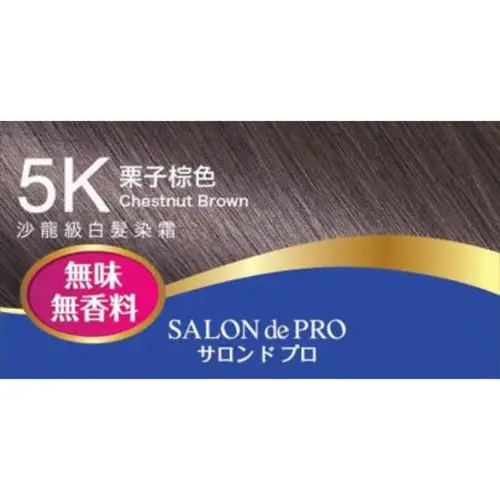 5K 栗子棕色
Chestnut Brown
沙龍級白髮染霜
無味
無香料
SALON de PRO
サロン ド プロ